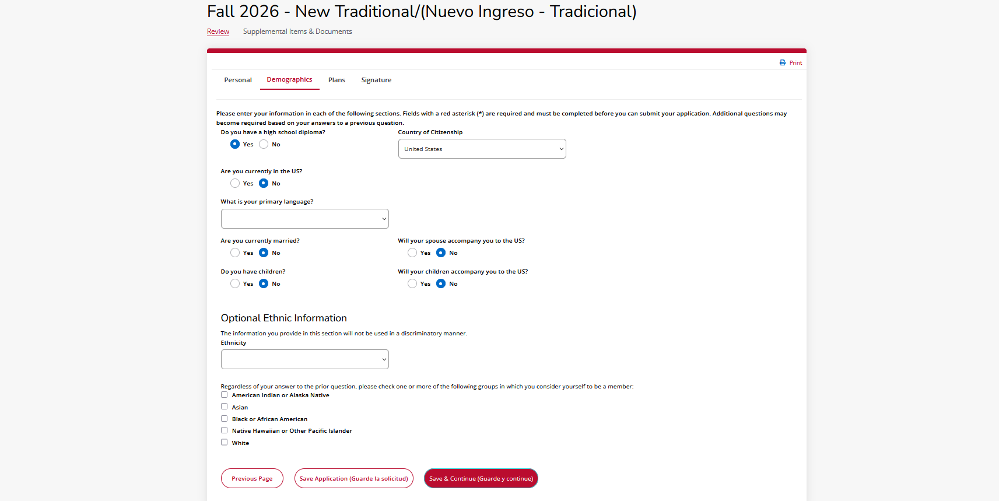 Fall 2026 - New Traditional/(Nuevo Ingreso - Tradicional)
Review Supplemental Items & Documents
Print
Personal Demographics Plans Signature
Please enter your information in each of the following sections. Fields with a red asterisk (*) are required and must be completed before you can submit your application. Additional questions may
become required based on your answers to a previous question.
Do you have a high school diploma? Country of Citizenship
Yes No
United States
Are you currently in the US?
Yes No
What is your primary language?
Are you currently married? Will your spouse accompany you to the US?
Yes No Yes No
Do you have children? Will your children accompany you to the US?
Yes No Yes No
Optional Ethnic Information
The information you provide in this section will not be used in a discriminatory manner.
Ethnicity
Regardless of your answer to the prior question, please check one or more of the following groups in which you consider yourself to be a member:
American Indian or Alaska Native
Asian
Black or African American
Native Hawaiian or Other Pacific Islander
White
Previous Page Save Application (Guarde la solicitud) Save & Continue (Guarde y continue)